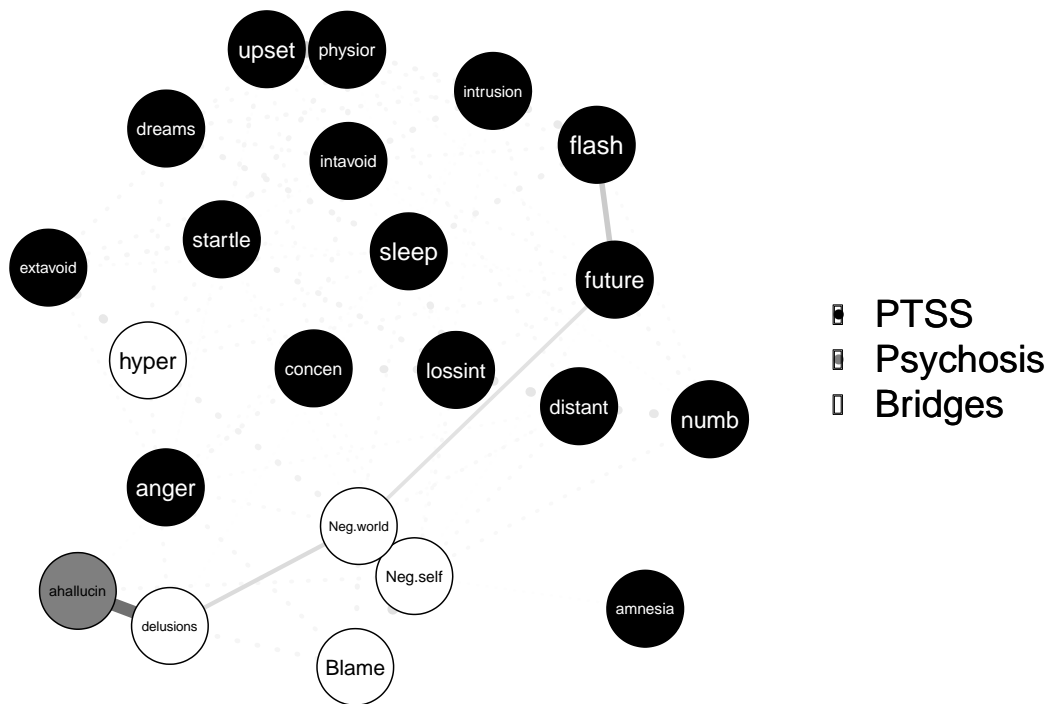 upset
physior
intrusion
dreams
flash
intavoid
startle
sleep
extavoid
future
hyper
concen
lossint
distant
numb
anger
Neg.world
Neg.self
ahallucin
delusions
amnesia
Blame
PTSS
Psychosis
Bridges